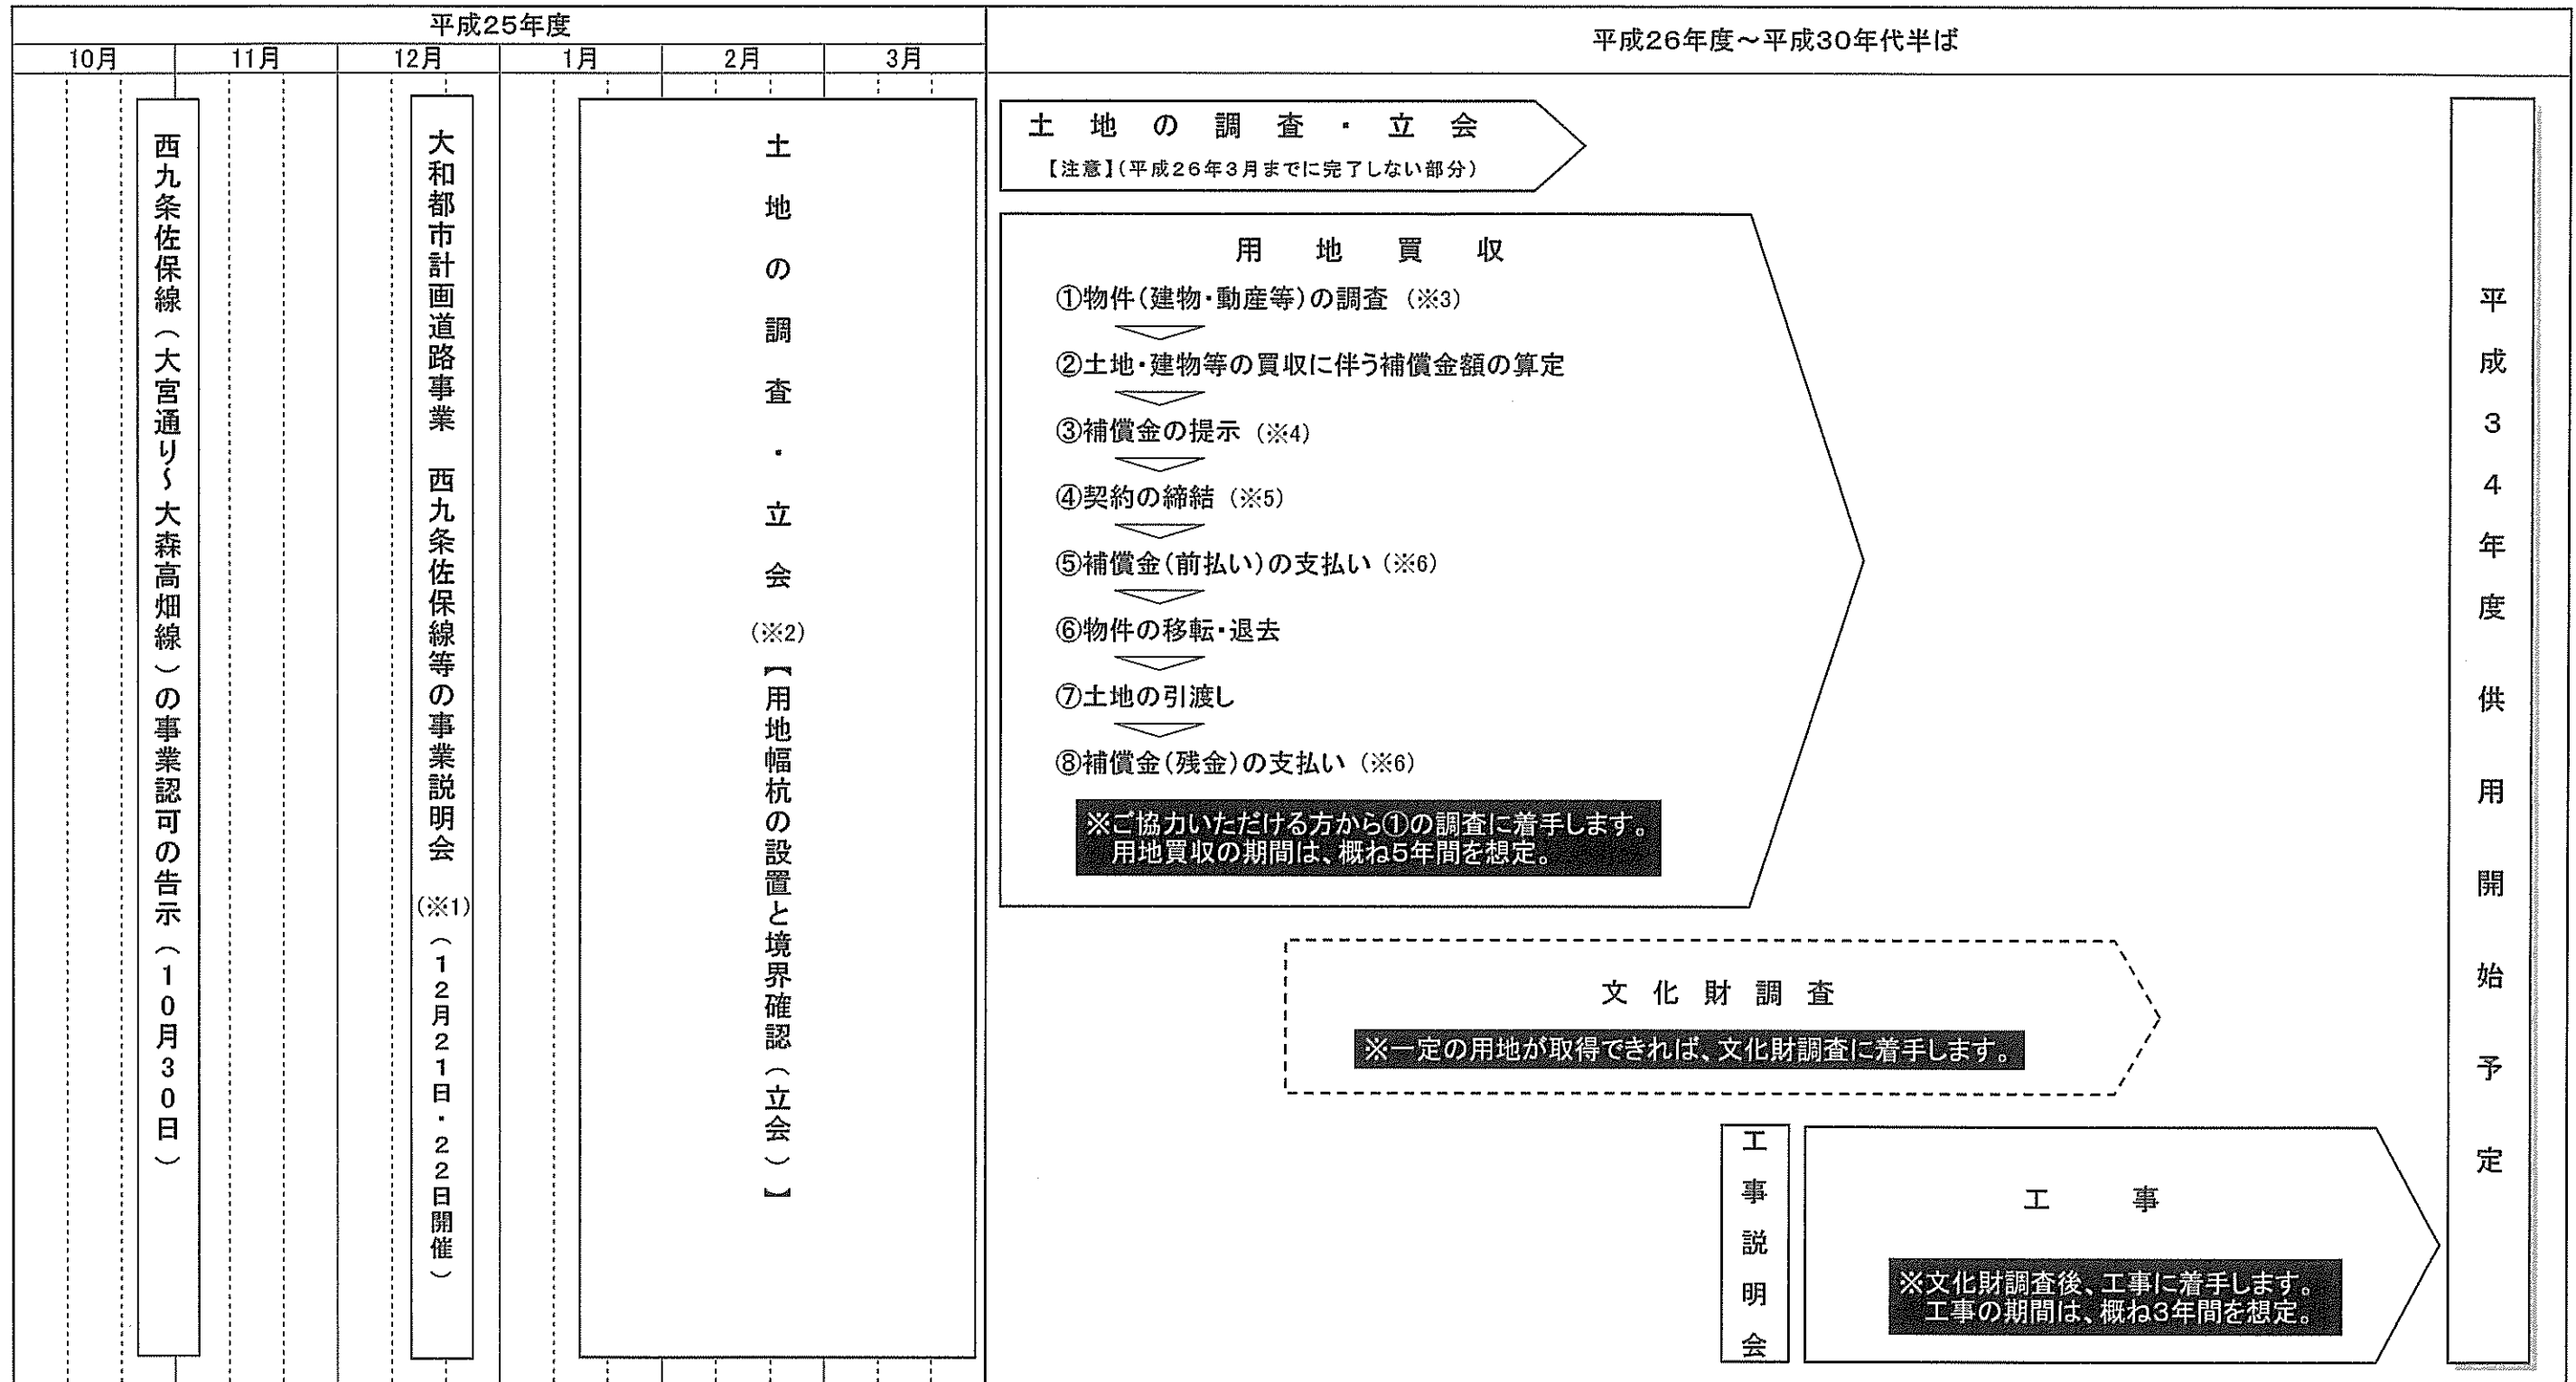 平成25年度
平成26年度～平成30年代半ば
10月
11月
12月
1月
2月
3月
西九条佐保線（大宮通り～大森高畑線）の事業認可の告示（10月30日）
大和都市計画道路事業　西九条佐保線等の事業説明会（※1）（12月21日・22日開催）
土地の調査・立会（※2）【用地幅杭の設置と境界確認（立会）】
土地の調査・立会
【注意】（平成26年3月までに完了しない部分）
用地買収
①物件（建物・動産等）の調査（※3）
②土地・建物等の買収に伴う補償金額の算定
③補償金の提示（※4）
④契約の締結（※5）
⑤補償金（前払い）の支払い（※6）
⑥物件の移転・退去
⑦土地の引渡し
⑧補償金（残金）の支払い（※6）
※ご協力いただける方から①の調査に着手します。
用地買収の期間は、概ね5年間を想定。
文化財調査
※一定の用地が取得できれば、文化財調査に着手します。
工事説明会
工事
※文化財調査後、工事に着手します。
工事の期間は、概ね3年間を想定。
平成34年度供用開始予定